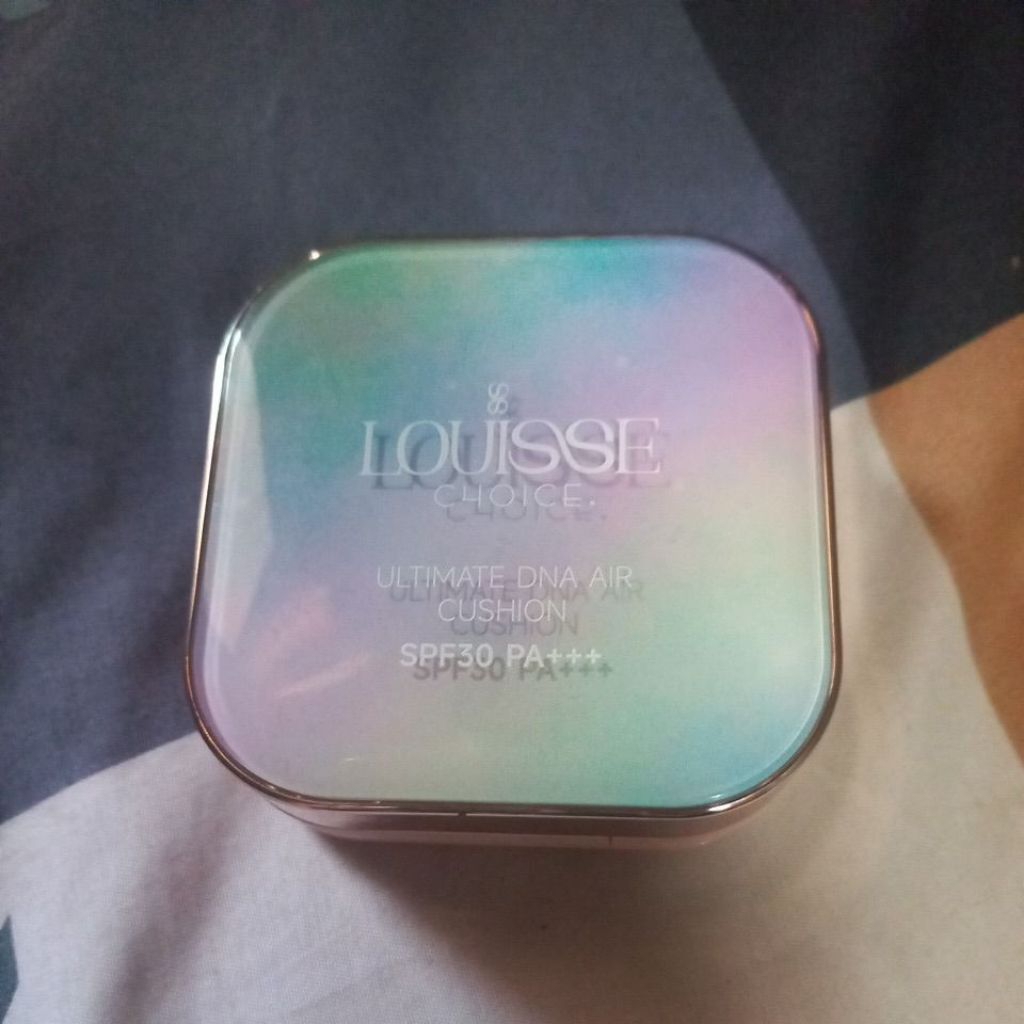 LOUISSE
CHOICE.
ULTIMATE DNA AIR
CUSHION
SPF30 PA+++